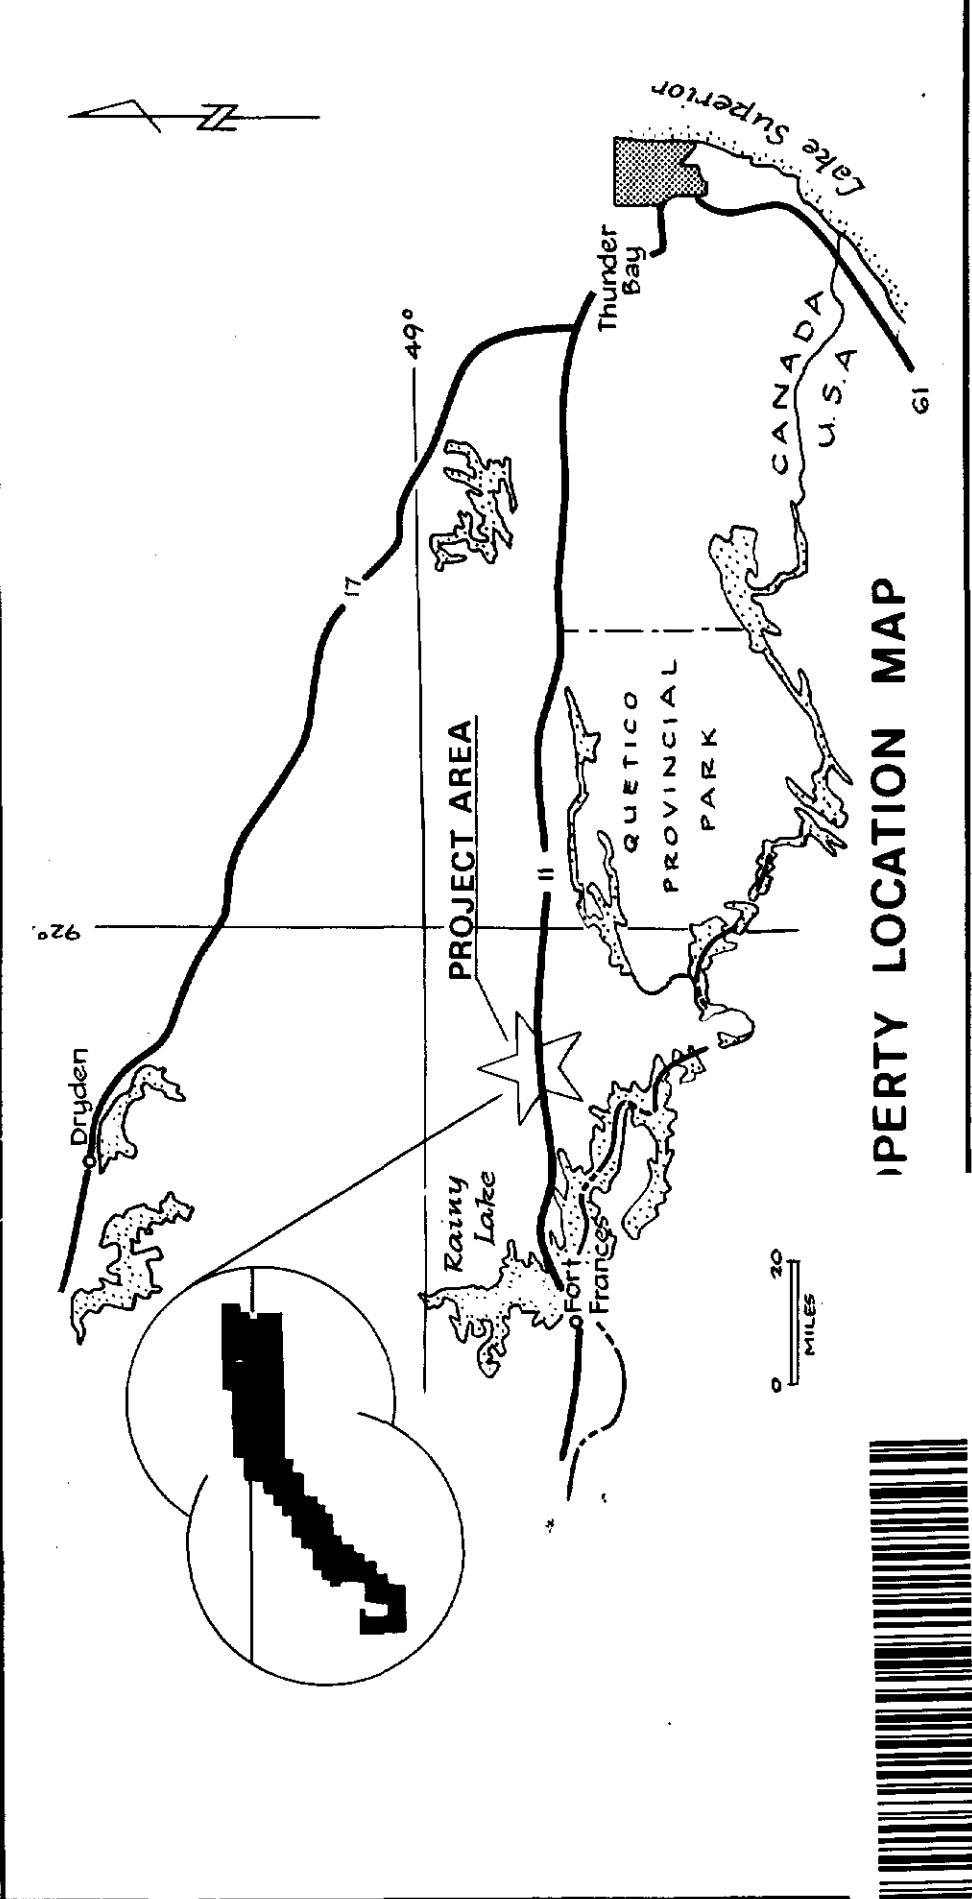 Dryden
92°
17
49°
PROJECT AREA
Rainy
Lake
11
Thunder
Bay
Lake Superior
Fort
Frances
QUETICO
PROVINCIAL
PARK
CANADA
U.S.A
61
0 20
MILES
PERTY LOCATION MAP
N